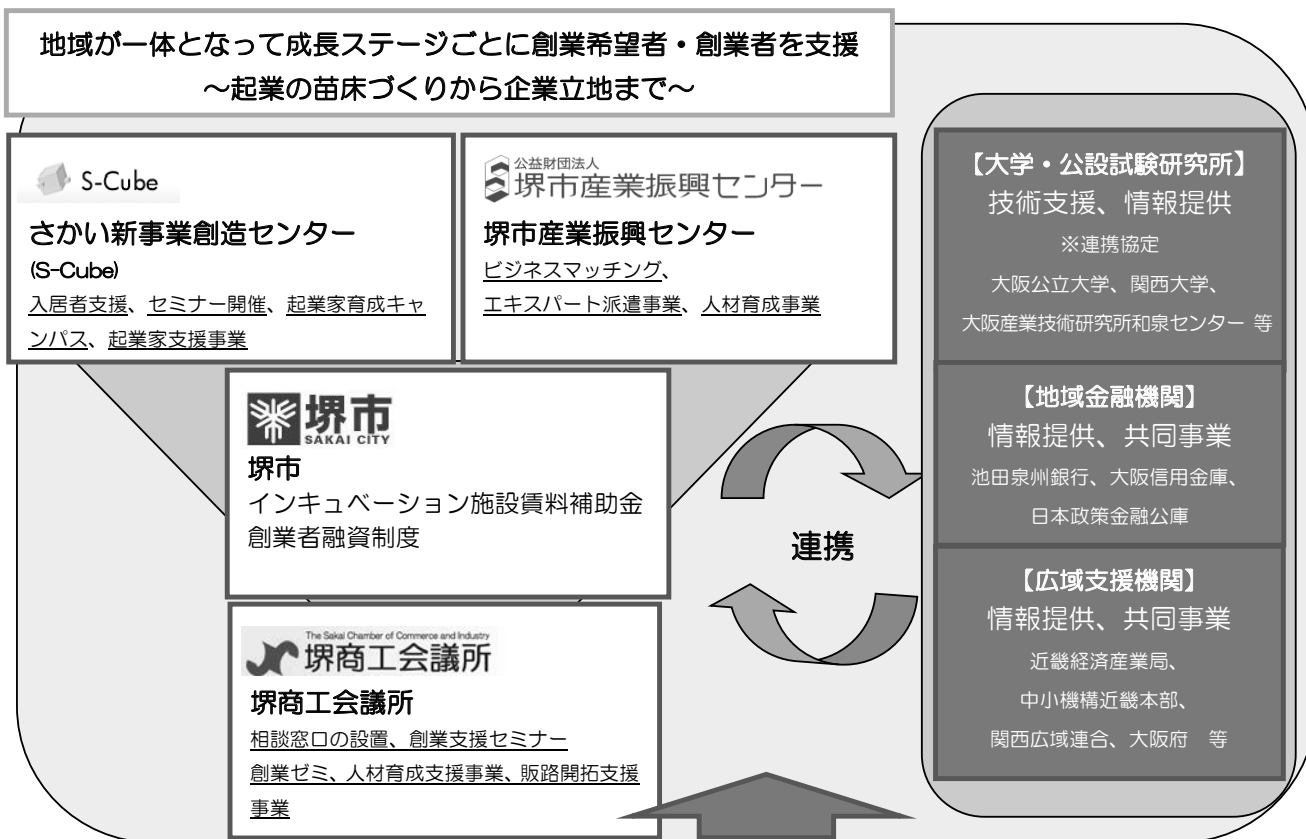 地域が一体となって成長ステージごとに創業希望者・創業者を支援
～起業の苗床づくりから企業立地まで～
S-Cube
さかい新事業創造センター
(S-Cube)
入居者支援、セミナー開催、起業家育成キャ
ンパス、起業家支援事業
公益財団法人
堺市産業振興センター
堺市産業振興センター
ビジネスマッチング、
エキスパート派遣事業、人材育成事業
堺市
SAKAI CITY
堺市
インキュベーション施設賃料補助金
創業者融資制度
The Sakai Chamber of Commerce and Industry
堺商工会議所
堺商工会議所
相談窓口の設置、創業支援セミナー
創業ゼミ、人材育成支援事業、販路開拓支援
事業
連携
【大学・公設試験研究所】
技術支援、情報提供
※連携協定
大阪公立大学、関西大学、
大阪産業技術研究所和泉センター 等
【地域金融機関】
情報提供、共同事業
池田泉州銀行、大阪信用金庫、
日本政策金融公庫
【広域支援機関】
情報提供、共同事業
近畿経済産業局、
中小機構近畿本部、
関西広域連合、大阪府　等